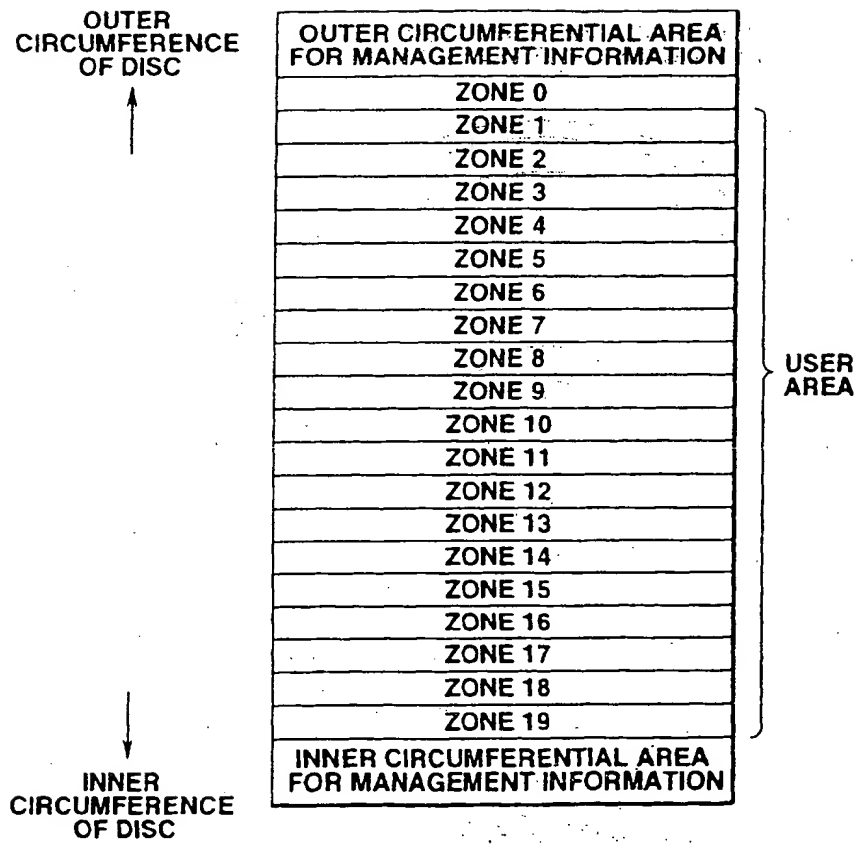 OUTER
CIRCUMFERENCE
OF DISC
OUTER CIRCUMFERENTIAL AREA
FOR MANAGEMENT INFORMATION
ZONE 0
ZONE 1
ZONE 2
ZONE 3
ZONE 4
ZONE 5
ZONE 6
ZONE 7
ZONE 8
ZONE 9
ZONE 10
ZONE 11
ZONE 12
ZONE 13
ZONE 14
ZONE 15
ZONE 16
ZONE 17
ZONE 18
ZONE 19
USER
AREA
INNER CIRCUMFERENTIAL AREA
FOR MANAGEMENT INFORMATION
INNER
CIRCUMFERENCE
OF DISC